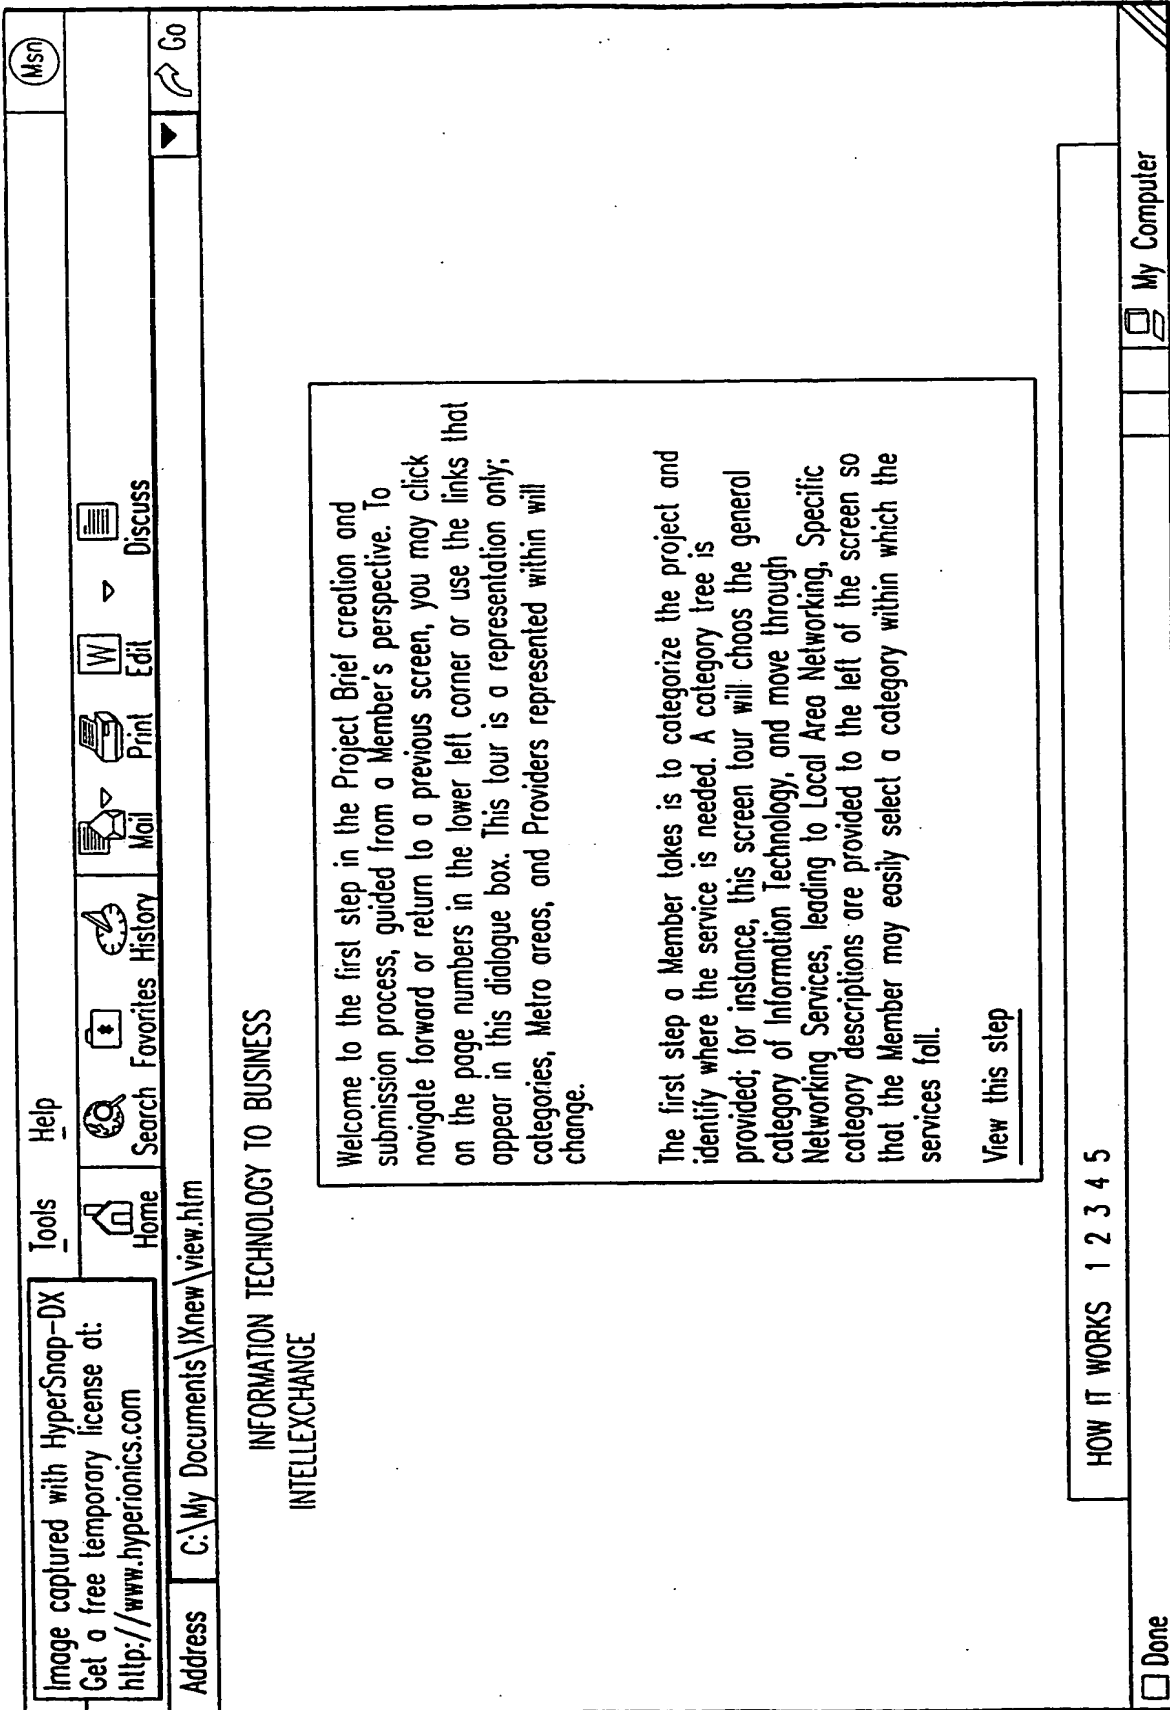 Image captured with HyperSnap-DX
Get a free temporary license at:
http://www.hyperionics.com
Tools Help
Msn
Home Search Favorites History Mail Print Edit Discuss
Address C:\My Documents\IXnew\view.htm Go
INFORMATION TECHNOLOGY TO BUSINESS
INTELLEXCHANGE
Welcome to the first step in the Project Brief creation and
submission process, guided from a Member's perspective. To
navigate forward or return to a previous screen, you may click
on the page numbers in the lower left corner or use the links that
appear in this dialogue box. This tour is a representation only;
categories, Metro areas, and Providers represented within will
change.
The first step a Member takes is to categorize the project and
identify where the service is needed. A category tree is
provided; for instance, this screen tour will choos the general
category of Information Technology, and move through
Networking Services, leading to Local Area Networking, Specific
category descriptions are provided to the left of the screen so
that the Member may easily select a category within which the
services fall.
View this step
HOW IT WORKS 1 2 3 4 5
Done My Computer